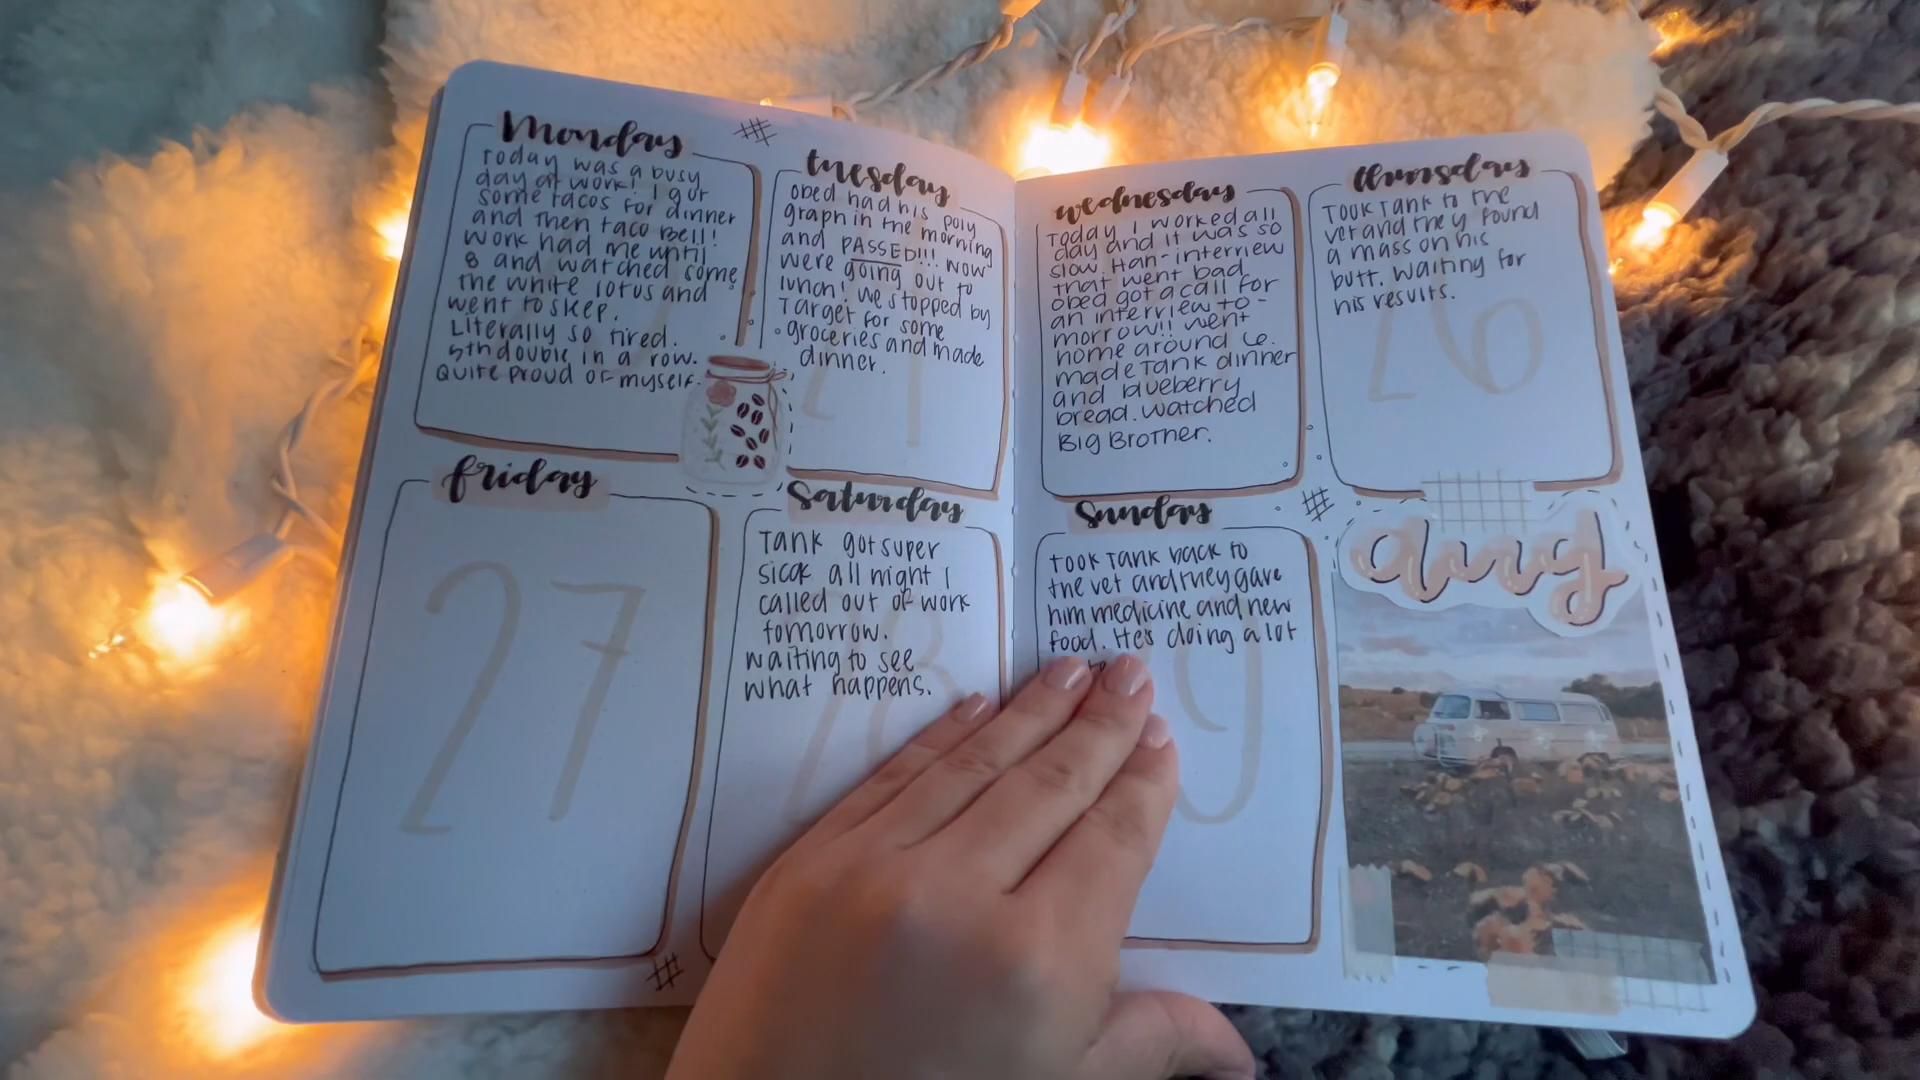 Monday
Today was a busy
day at work! I got
some tacos for dinner
and then taco Bell!
Work had me until
8 and watched some
the white lotus and
went to sleep.
Literally so tired.
5th double in a row.
Quite proud of myself.
tuesday
obed had his poly
graph in the morning
and PASSED!!! Now
were going out to
lunch! We stopped by
Target for some
groceries and made
dinner.
wednesday
Today I worked all
day and it was so
slow. Han-interview
that went bad.
obed got a call for
an interview to-
morrow!! Went
home around 6.
made Tank dinner
and blueberry
bread. Watched
Big Brother.
thursday
26
Took Tank to the
vet and they found
a mass on his
butt. Waiting for
his results.
friday
27
Saturday
28
Tank got super
sick all night I
called out of work
tomorrow.
waiting to see
what happens.
Sunday
Took Tank back to
the vet and they gave
him medicine and new
food. He's doing a lot
aug